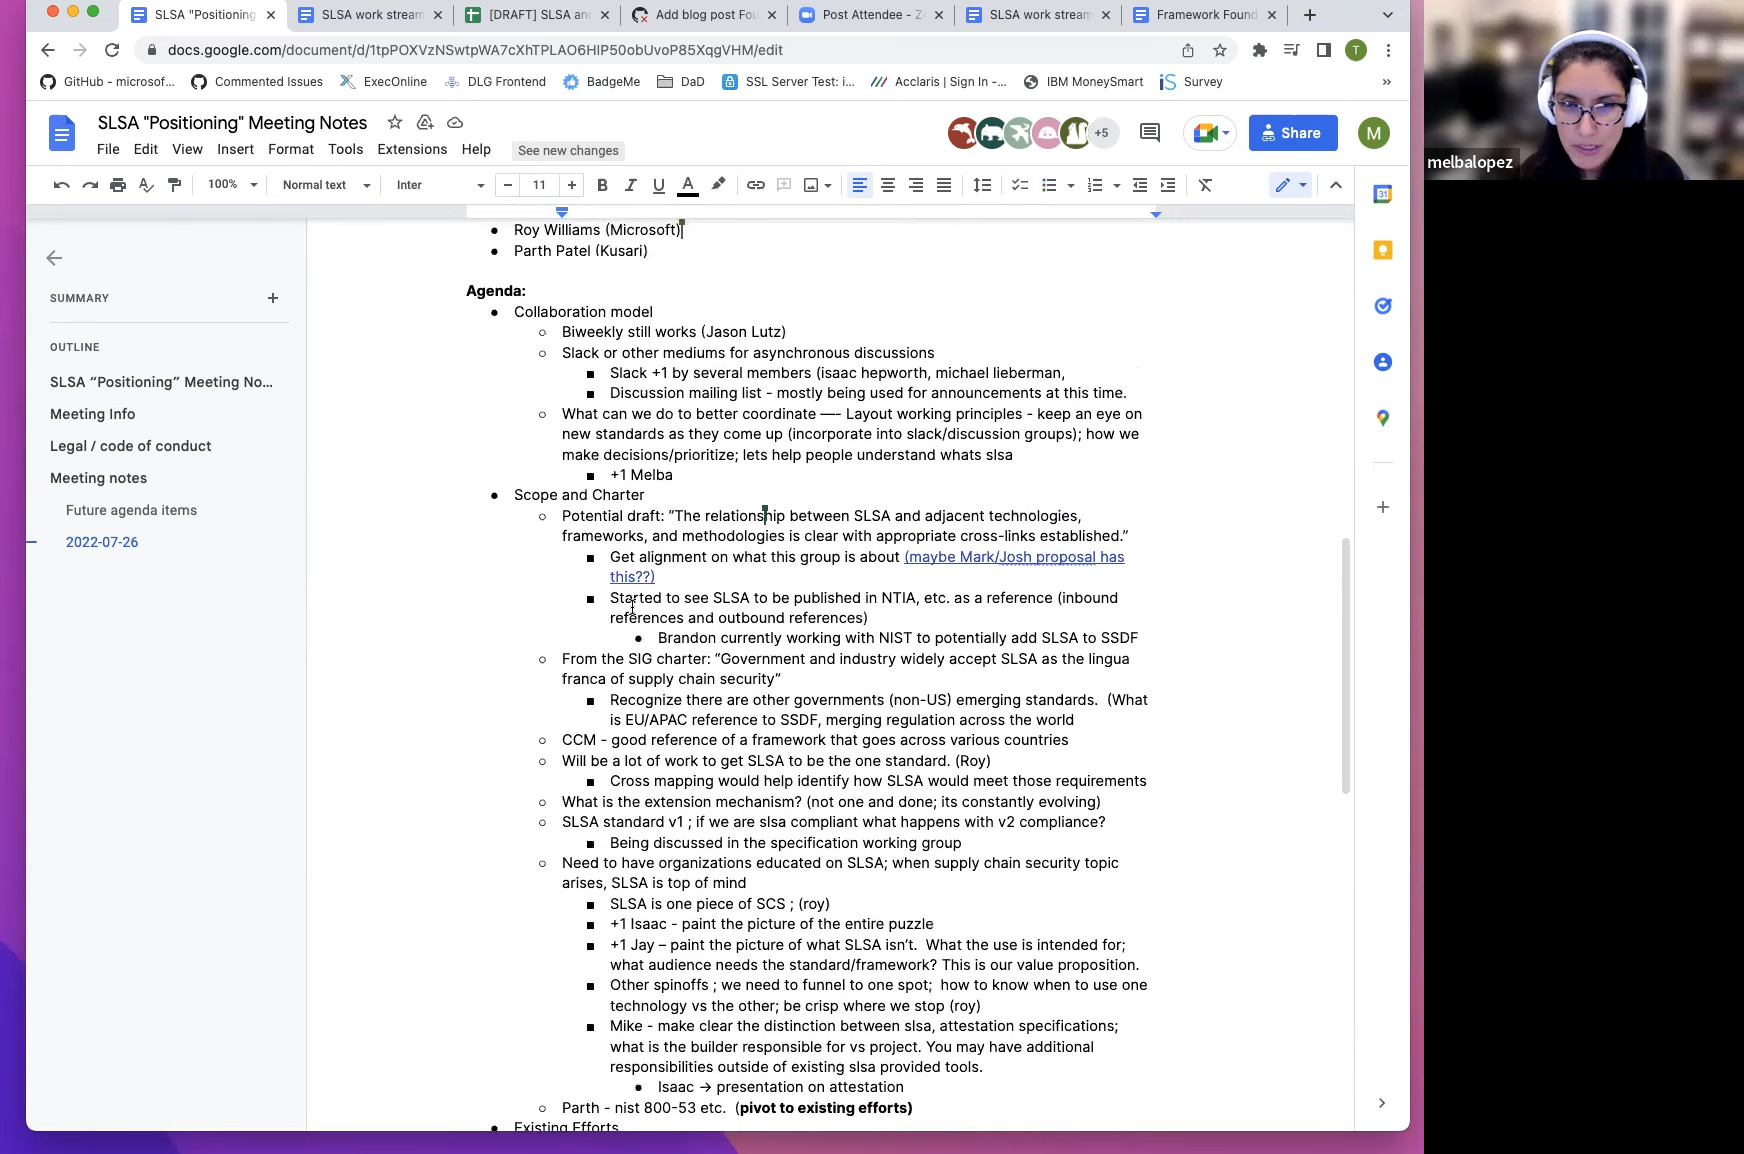 SLSA "Positioning
SLSA work stream
[DRAFT] SLSA an
Add blog post Fou
Post Attendee - Z
SLSA work stream
Framework Found
docs.google.com/document/d/1tpPOXVzNSwtpWA7cXhTPLAO6HIP50obUvoP85XqgVHM/edit
T
GitHub - microsof...
Commented Issues
ExecOnline
DLG Frontend
BadgeMe
DaD
SSL Server Test: i...
Acclaris | Sign In -...
IBM MoneySmart
iS Survey
»
melbalopez
SLSA "Positioning" Meeting Notes
+5
Share
M
File Edit View Insert Format Tools Extensions Help
See new changes
100%
Normal text
Inter
11
B I U A
31
SUMMARY
OUTLINE
SLSA “Positioning” Meeting No...
Meeting Info
Legal / code of conduct
Meeting notes
Future agenda items
2022-07-26
● Roy Williams (Microsoft)
● Parth Patel (Kusari)
Agenda:
● Collaboration model
○ Biweekly still works (Jason Lutz)
○ Slack or other mediums for asynchronous discussions
■ Slack +1 by several members (isaac hepworth, michael lieberman,
■ Discussion mailing list - mostly being used for announcements at this time.
○ What can we do to better coordinate —- Layout working principles - keep an eye on
new standards as they come up (incorporate into slack/discussion groups); how we
make decisions/prioritize; lets help people understand whats slsa
■ +1 Melba
● Scope and Charter
○ Potential draft: “The relationship between SLSA and adjacent technologies,
frameworks, and methodologies is clear with appropriate cross-links established.”
■ Get alignment on what this group is about (maybe Mark/Josh proposal has
this??)
■ Started to see SLSA to be published in NTIA, etc. as a reference (inbound
references and outbound references)
● Brandon currently working with NIST to potentially add SLSA to SSDF
○ From the SIG charter: “Government and industry widely accept SLSA as the lingua
franca of supply chain security”
■ Recognize there are other governments (non-US) emerging standards.  (What
is EU/APAC reference to SSDF, merging regulation across the world
○ CCM - good reference of a framework that goes across various countries
○ Will be a lot of work to get SLSA to be the one standard. (Roy)
■ Cross mapping would help identify how SLSA would meet those requirements
○ What is the extension mechanism? (not one and done; its constantly evolving)
○ SLSA standard v1 ; if we are slsa compliant what happens with v2 compliance?
■ Being discussed in the specification working group
○ Need to have organizations educated on SLSA; when supply chain security topic
arises, SLSA is top of mind
■ SLSA is one piece of SCS ; (roy)
■ +1 Isaac - paint the picture of the entire puzzle
■ +1 Jay – paint the picture of what SLSA isn’t.  What the use is intended for;
what audience needs the standard/framework? This is our value proposition.
■ Other spinoffs ; we need to funnel to one spot;  how to know when to use one
technology vs the other; be crisp where we stop (roy)
■ Mike - make clear the distinction between slsa, attestation specifications;
what is the builder responsible for vs project. You may have additional
responsibilities outside of existing slsa provided tools.
● Isaac → presentation on attestation
○ Parth - nist 800-53 etc.  (pivot to existing efforts)
● Existing Efforts